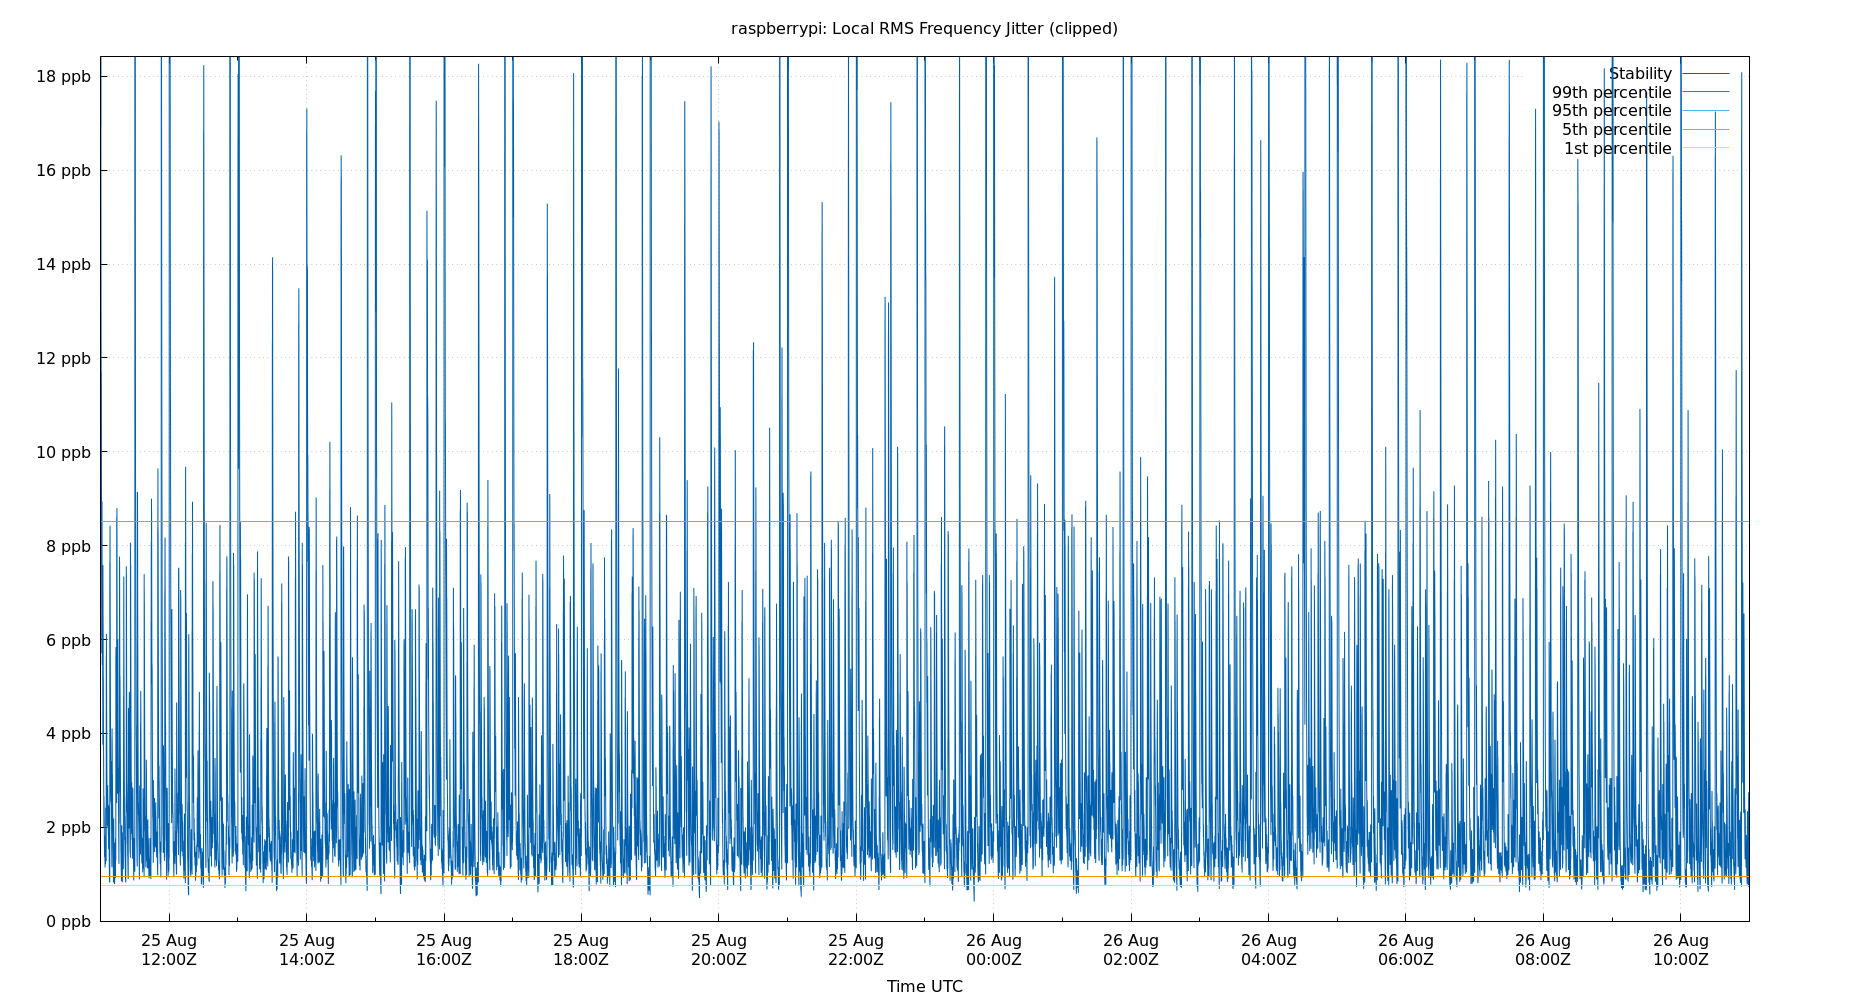 raspberrypi: Local RMS Frequency Jitter (clipped)
18 ppb
16 ppb
14 ppb
12 ppb
10 ppb
8 ppb
6 ppb
4 ppb
2 ppb
0 ppb
Stability
99th percentile
95th percentile
5th percentile
1st percentile
25 Aug
12:00Z
25 Aug
14:00Z
25 Aug
16:00Z
25 Aug
18:00Z
25 Aug
20:00Z
25 Aug
22:00Z
26 Aug
00:00Z
26 Aug
02:00Z
26 Aug
04:00Z
26 Aug
06:00Z
26 Aug
08:00Z
26 Aug
10:00Z
Time UTC